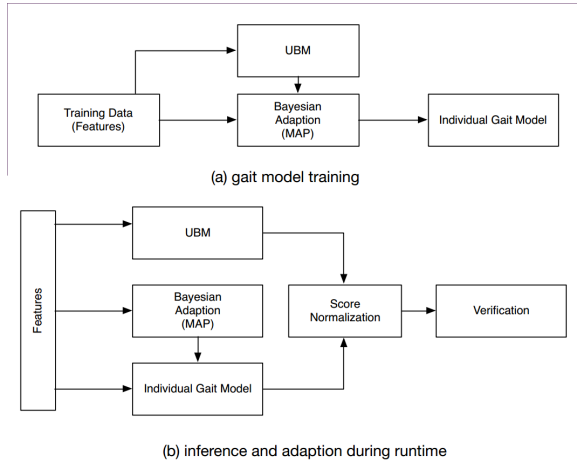 UBM
Training Data
(Features)
Bayesian
Adaption
(MAP)
Individual Gait Model
(a) gait model training
Features
UBM
Bayesian
Adaption
(MAP)
Individual Gait Model
Score
Normalization
Verification
(b) inference and adaption during runtime